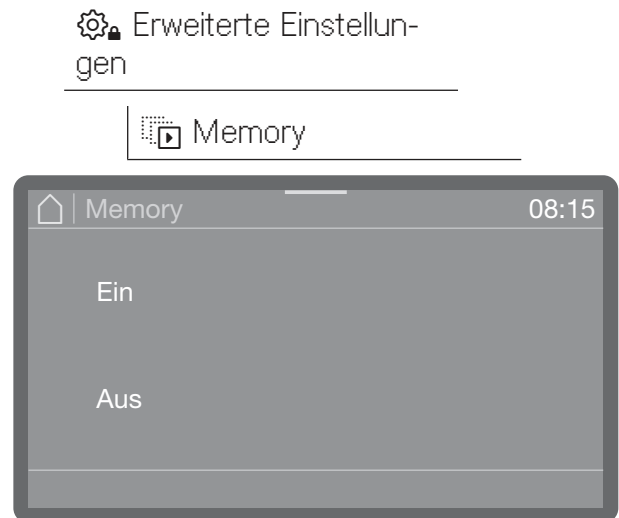 Erweiterte Einstellun-
gen
Memory
Memory 08:15
Ein
Aus